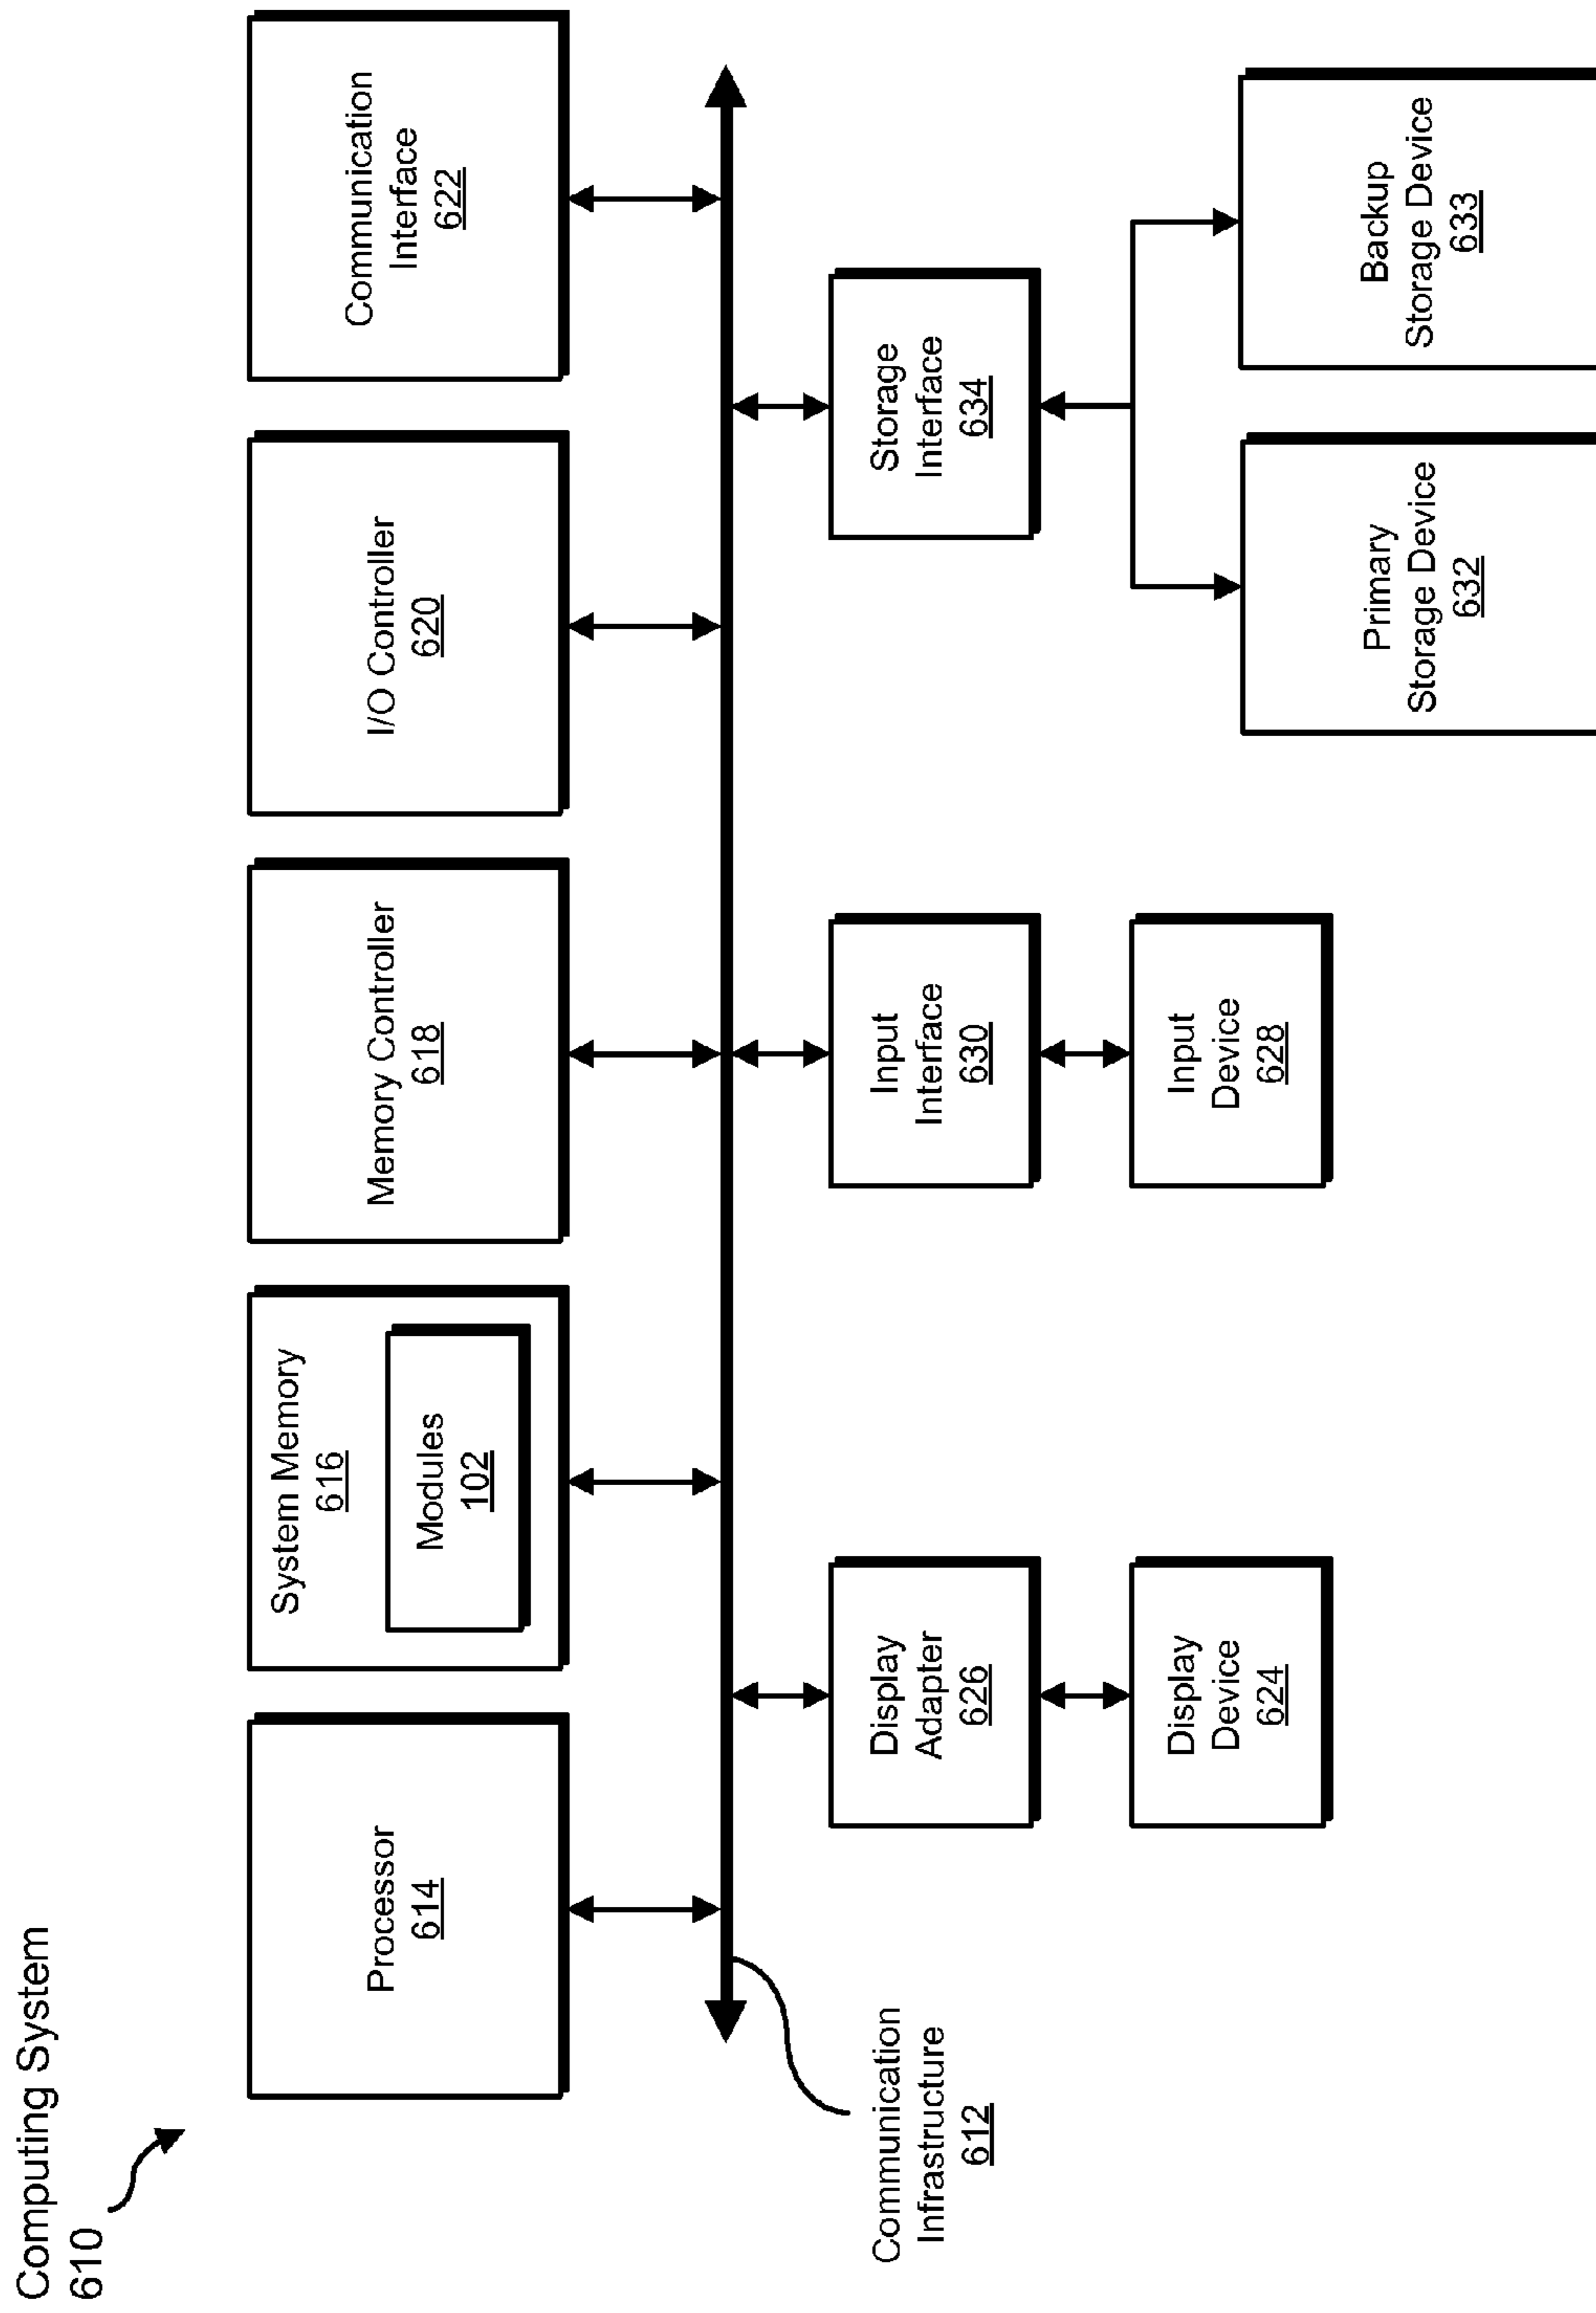 Computing System
610
Processor
614
System Memory
616
Modules
102
Memory Controller
618
I/O Controller
620
Communication
Interface
622
Communication
Infrastructure
612
Display
Adapter
626
Input
Interface
630
Storage
Interface
634
Display
Device
624
Input
Device
628
Primary
Storage Device
632
Backup
Storage Device
633